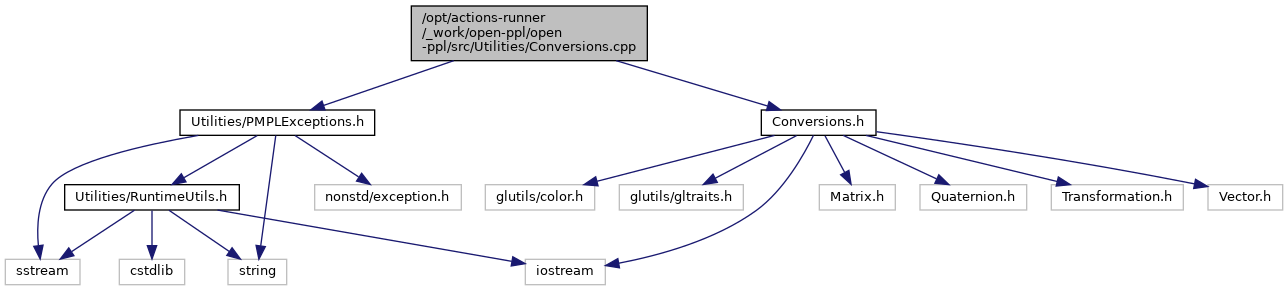 /opt/actions-runner
/_work/open-ppl/open
-ppl/src/Utilities/Conversions.cpp
Utilities/PMPLExceptions.h
Conversions.h
Utilities/RuntimeUtils.h
nonstd/exception.h
glutils/color.h
glutils/gltraits.h
Matrix.h
Quaternion.h
Transformation.h
Vector.h
sstream
cstdlib
string
iostream